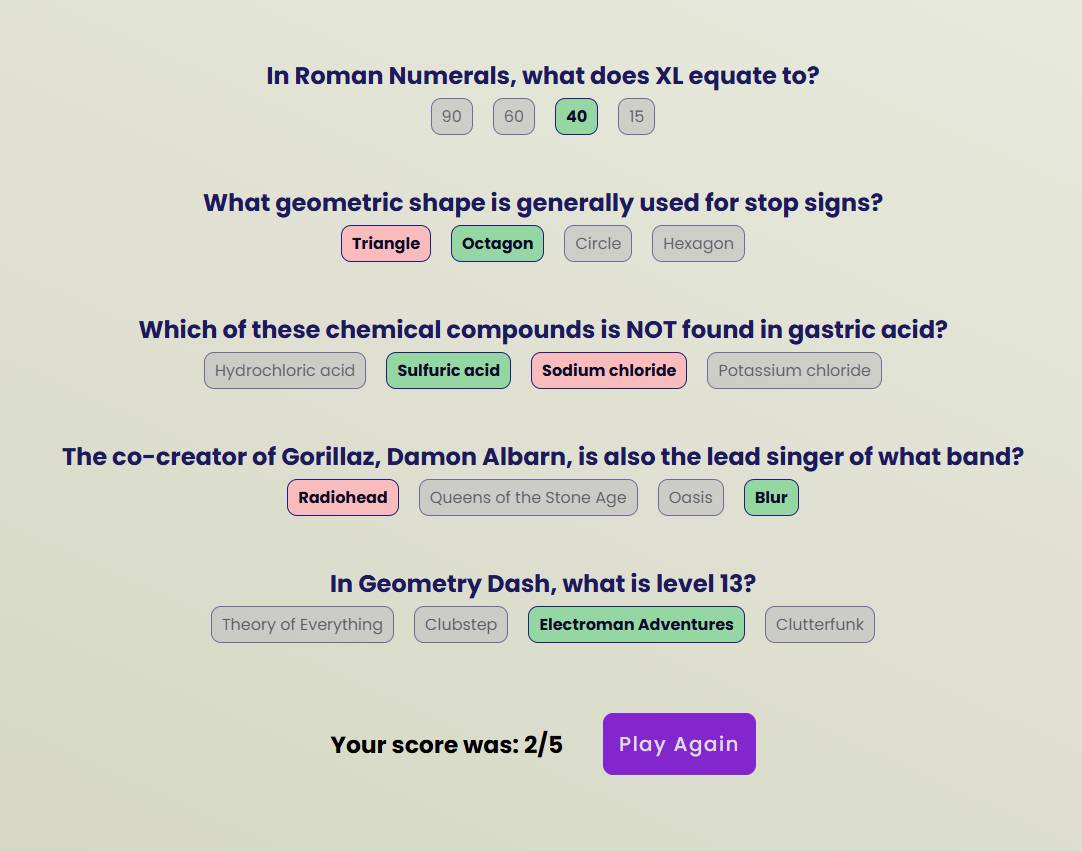 In Roman Numerals, what does XL equate to?
90 60 40 15
What geometric shape is generally used for stop signs?
Triangle Octagon Circle Hexagon
Which of these chemical compounds is NOT found in gastric acid?
Hydrochloric acid Sulfuric acid Sodium chloride Potassium chloride
The co-creator of Gorillaz, Damon Albarn, is also the lead singer of what band?
Radiohead Queens of the Stone Age Oasis Blur
In Geometry Dash, what is level 13?
Theory of Everything Clubstep Electroman Adventures Clutterfunk
Your score was: 2/5 Play Again